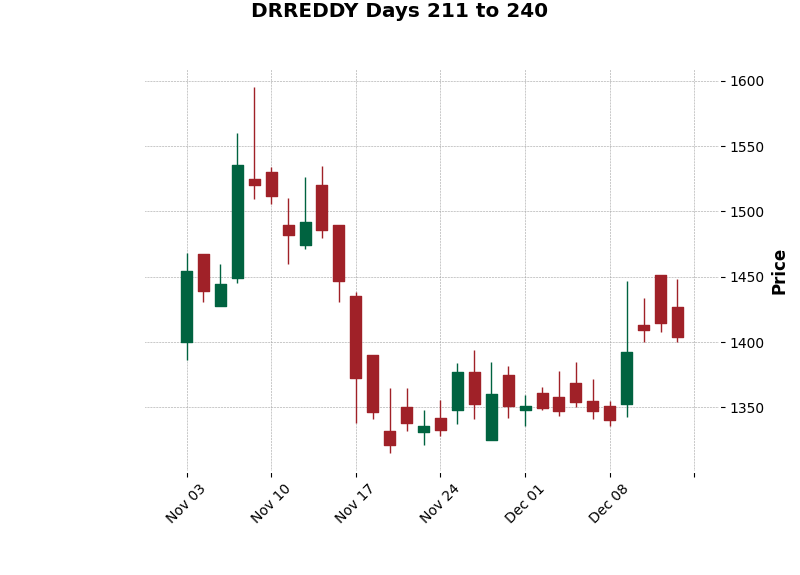 DRREDDY Days 211 to 240
1600
1550
1500
1450
1400
1350
Price
Nov 03
Nov 10
Nov 17
Nov 24
Dec 01
Dec 08